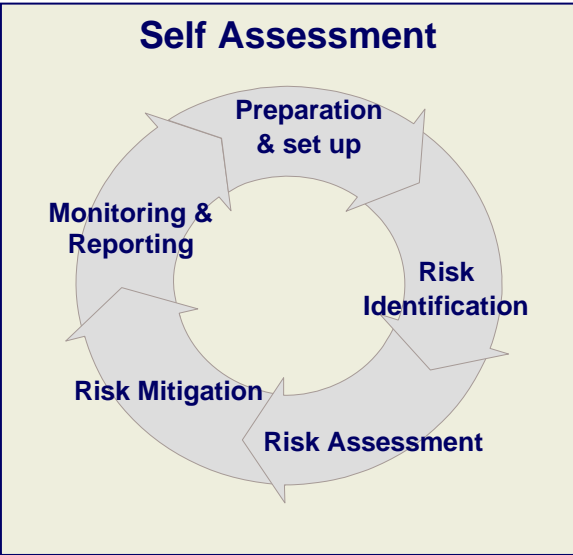 Self Assessment
Preparation
& set up
Risk
Identification
Risk Assessment
Risk Mitigation
Monitoring &
Reporting